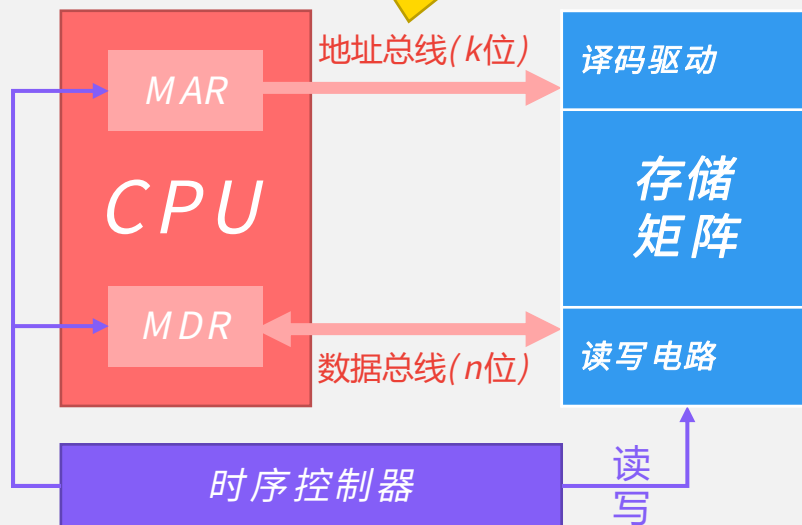 地址总线(k位)
MAR
译码驱动
CPU
存储
矩阵
MDR
数据总线(n位)
读写电路
时序控制器
读
写